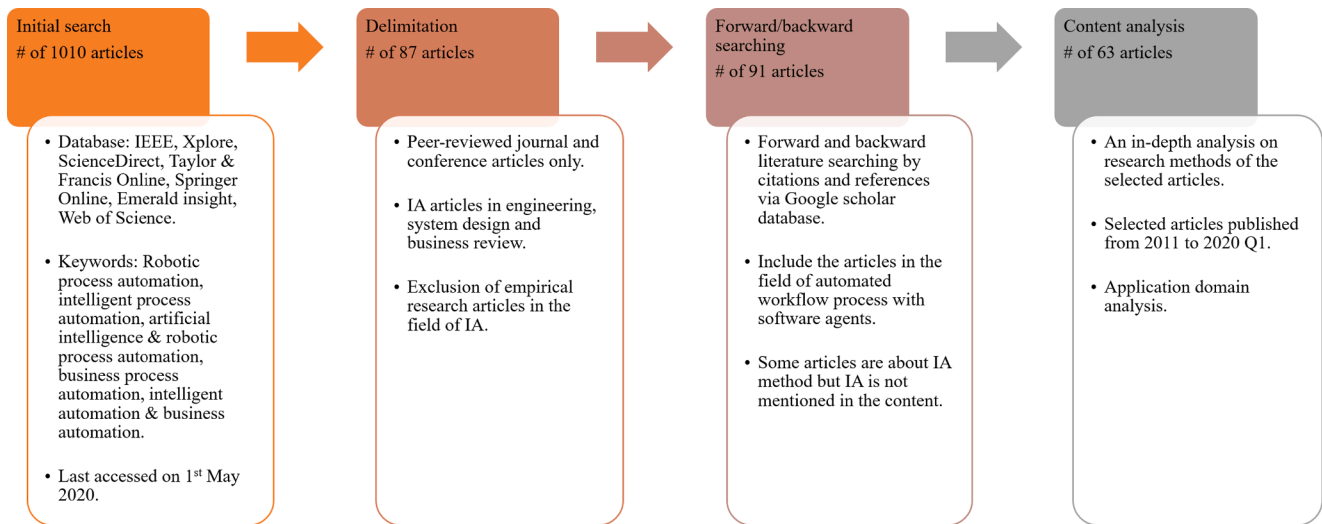 Initial search
# of 1010 articles
• Database: IEEE, Xplore,
ScienceDirect, Taylor &
Francis Online, Springer
Online, Emerald insight,
Web of Science.
• Keywords: Robotic
process automation,
intelligent process
automation, artificial
intelligence & robotic
process automation,
business process
automation, intelligent
automation & business
automation.
• Last accessed on 1st May
2020.
Delimitation
# of 87 articles
• Peer-reviewed journal and
conference articles only.
• IA articles in engineering,
system design and
business review.
• Exclusion of empirical
research articles in the
field of IA.
Forward/backward
searching
# of 91 articles
• Forward and backward
literature searching by
citations and references
via Google scholar
database.
• Include the articles in the
field of automated
workflow process with
software agents.
• Some articles are about IA
method but IA is not
mentioned in the content.
Content analysis
# of 63 articles
• An in-depth analysis on
research methods of the
selected articles.
• Selected articles published
from 2011 to 2020 Q1.
• Application domain
analysis.